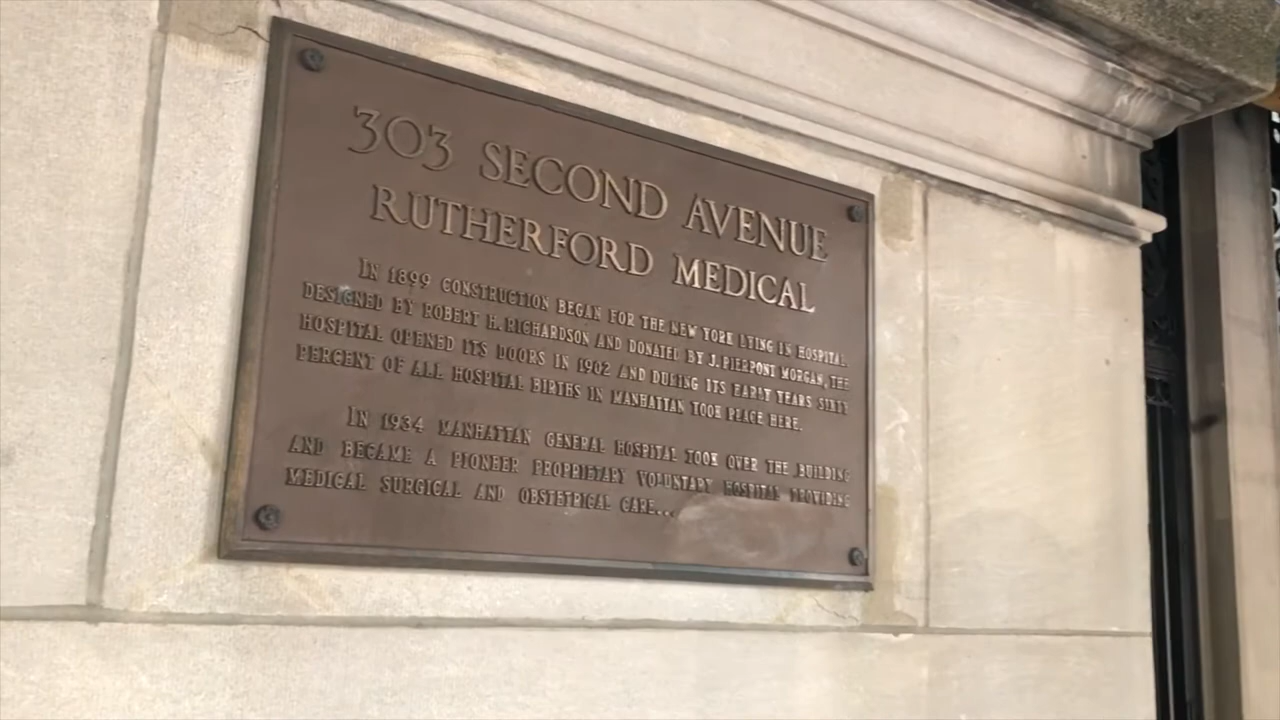 303 SECOND AVENUE
RUTHERFORD MEDICAL
IN 1899 CONSTRUCTION BEGAN FOR THE NEW YORK LYING IN HOSPITAL.
DESIGNED BY ROBERT H. RICHARDSON AND DONATED BY J. PIERPONT MORGAN, THE
HOSPITAL OPENED ITS DOORS IN 1902 AND DURING ITS EARLY YEARS SIXTY
PERCENT OF ALL HOSPITAL BIRTHS IN MANHATTAN TOOK PLACE HERE.
IN 1934 MANHATTAN GENERAL HOSPITAL TOOK OVER THE BUILDING
AND BECAME A PIONEER PROPRIETARY VOLUNTARY HOSPITAL PROVIDING
MEDICAL SURGICAL AND OBSTETRICAL CARE...